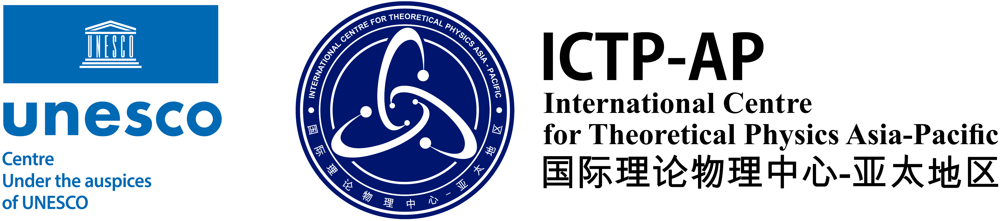 UNESCO
unesco
Centre
Under the auspices
of UNESCO
INTERNATIONAL CENTRE FOR THEORETICAL PHYSICS ASIA - PACIFIC
国际理论物理中心-亚太地区
ICTP-AP
International Centre
for Theoretical Physics Asia-Pacific
国际理论物理中心-亚太地区